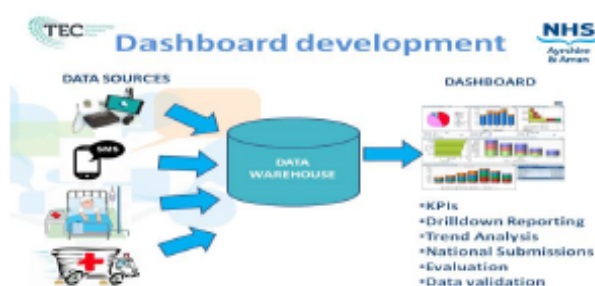 TEC
Dashboard development
NHS
Ayrshire
& Arran
DATA SOURCES
DASHBOARD
SMS
DATA
WAREHOUSE
•KPIs
•Drilldown Reporting
•Trend Analysis
•National Submissions
•Evaluation
•Data validation